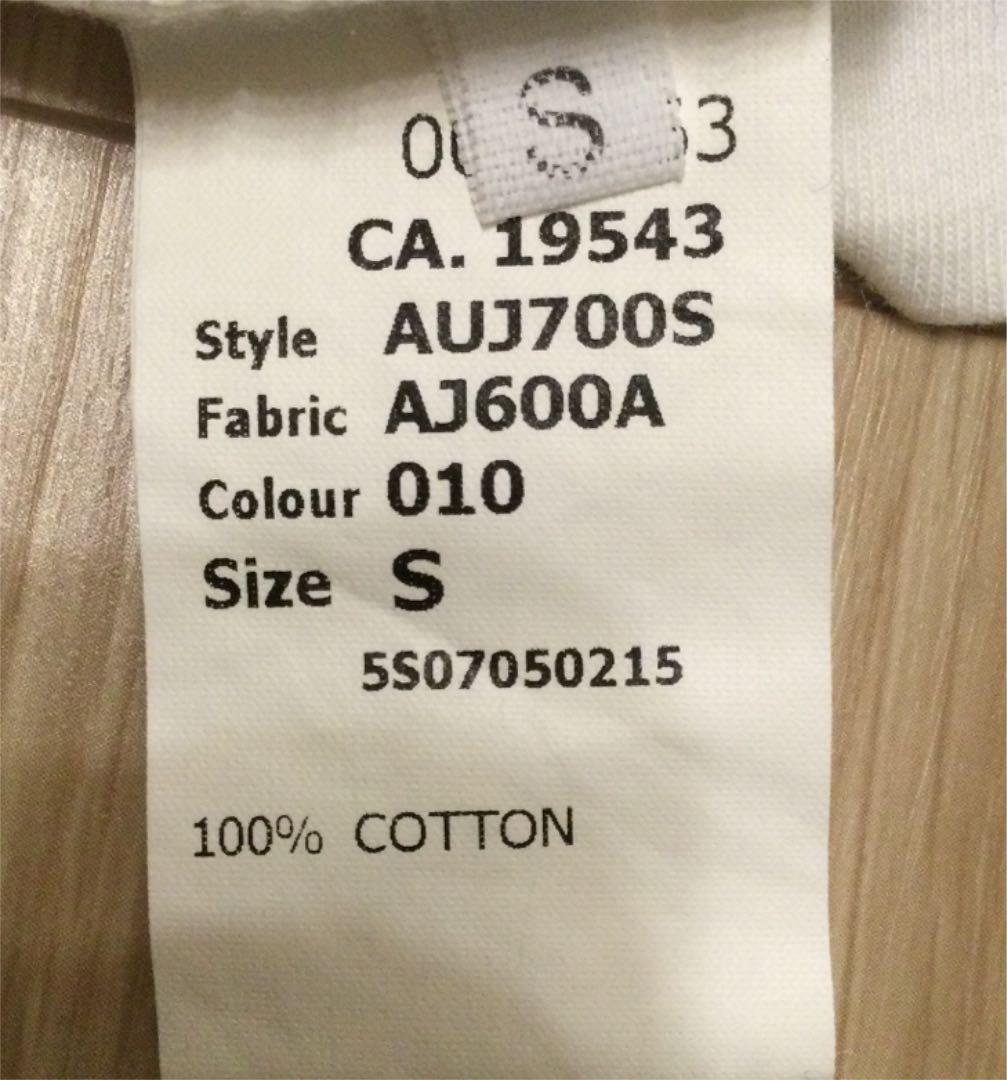 S
CA. 19543
Style AUJ700S
Fabric AJ600A
Colour 010
Size S
5S07050215
100% COTTON